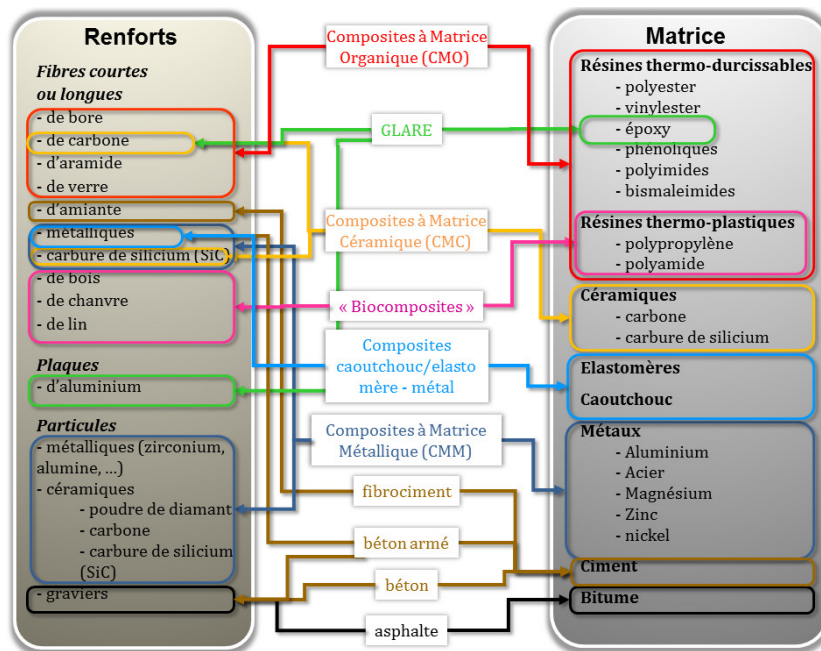 Renforts
Fibres courtes
ou longues
- de bore
- de carbone
- d'aramide
- de verre
- d'amiante
- métalliques
- carbure de silicium (SiC)
- de bois
- de chanvre
- de lin
Plaques
- d'aluminium
Particules
- métalliques (zirconium,
alumine, ...)
- céramiques
- poudre de diamant
- carbone
- carbure de silicium
(SiC)
- graviers
Composites à Matrice
Organique (CMO)
GLARE
Composites à Matrice
Céramique (CMC)
« Biocomposites »
Composites
caoutchouc/elasto
mère - métal
Composites à Matrice
Métallique (CMM)
fibrociment
béton armé
béton
asphalte
Matrice
Résines thermo-durcissables
- polyester
- vinylester
- époxy
- phénoliques
- polyimides
- bismaleimides
Résines thermo-plastiques
- polypropylène
- polyamide
Céramiques
- carbone
- carbure de silicium
Elastomères
Caoutchouc
Métaux
- Aluminium
- Acier
- Magnésium
- Zinc
- nickel
Ciment
Bitume